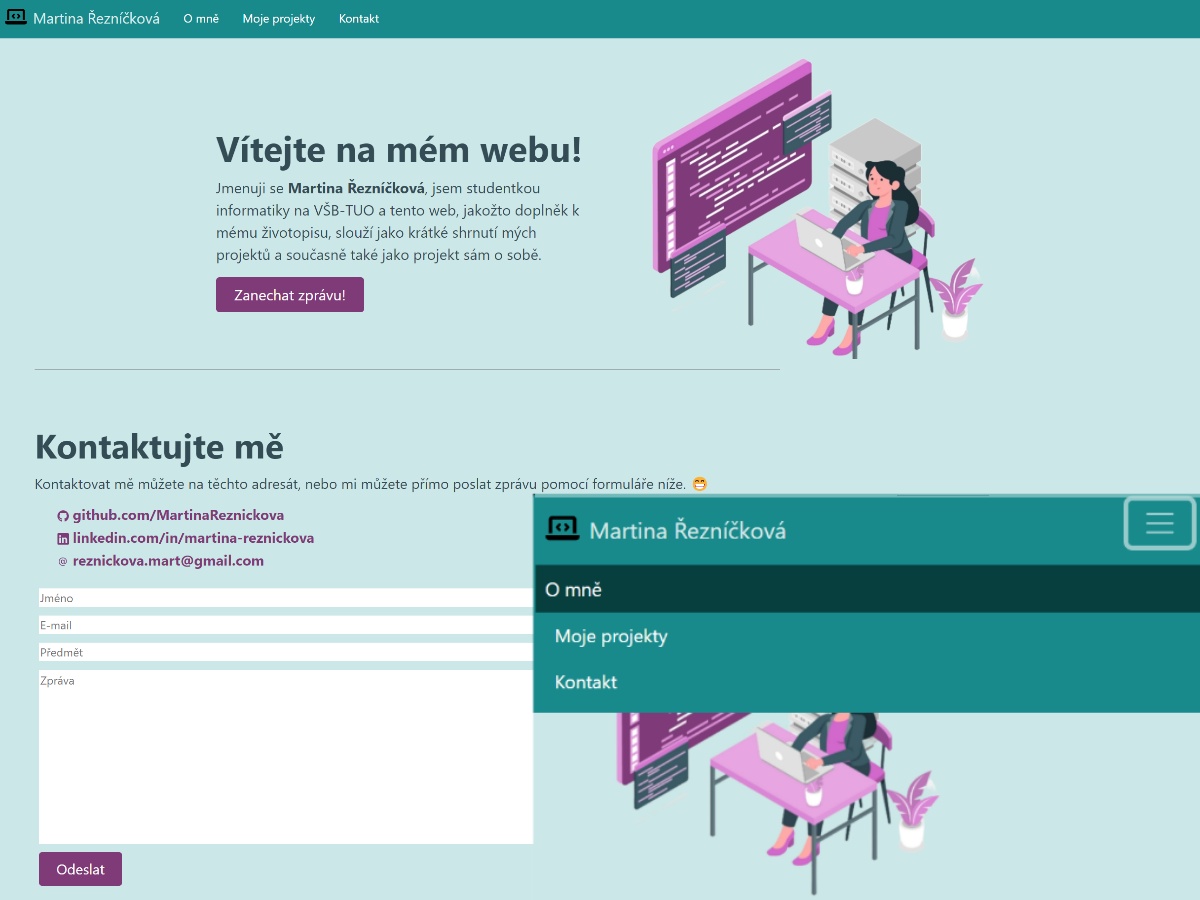 Martina Řezníčková O mně Moje projekty Kontakt
Vítejte na mém webu!
Jmenuji se Martina Řezníčková, jsem studentkou
informatiky na VŠB-TUO a tento web, jakožto doplněk k
mému životopisu, slouží jako krátké shrnutí mých
projektů a současně také jako projekt sám o sobě.
Zanechat zprávu!
Kontaktujte mě
Kontaktovat mě můžete na těchto adresát, nebo mi můžete přímo poslat zprávu pomocí formuláře níže. 😁
github.com/MartinaReznickova
linkedin.com/in/martina-reznickova
@ reznickova.mart@gmail.com
Jméno
E-mail
Předmět
Zpráva
Odeslat
Martina Řezníčková
O mně
Moje projekty
Kontakt